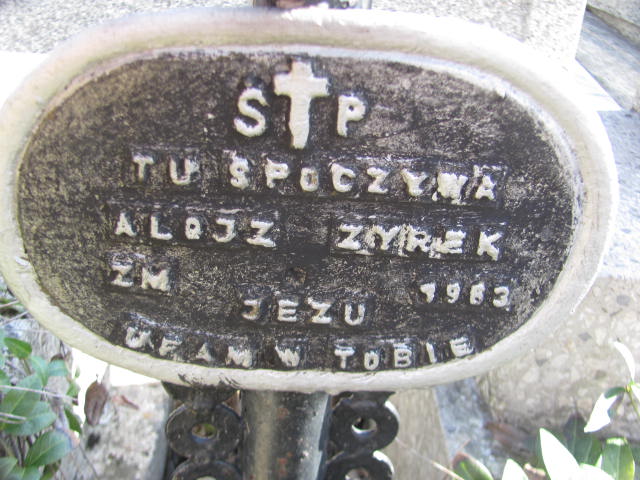 Ś P
TU SPOCZYWA
ALOJZ ZYREK
ZM 1963
JEZU
UFAM W TOBIE